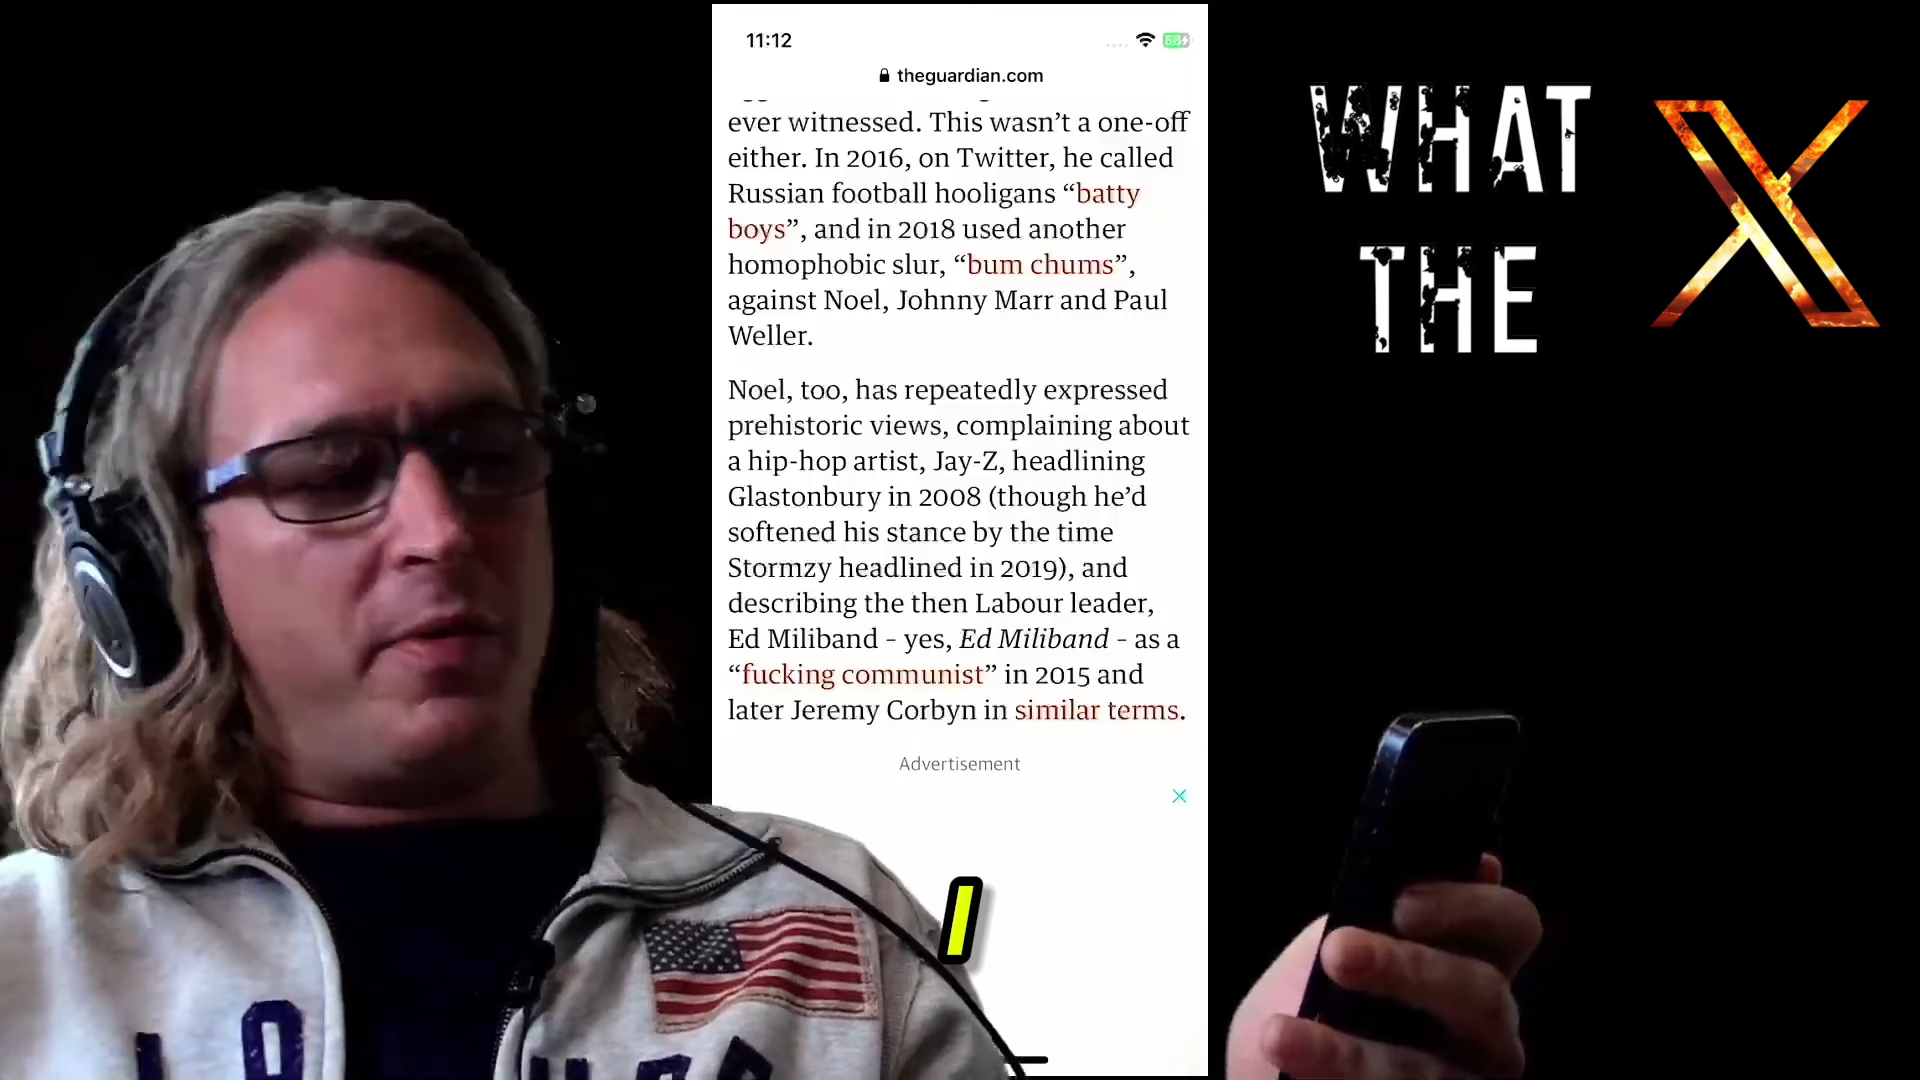 11:12
theguardian.com
ever witnessed. This wasn’t a one-off
either. In 2016, on Twitter, he called
Russian football hooligans “batty
boys”, and in 2018 used another
homophobic slur, “bum chums”,
against Noel, Johnny Marr and Paul
Weller.
Noel, too, has repeatedly expressed
prehistoric views, complaining about
a hip-hop artist, Jay-Z, headlining
Glastonbury in 2008 (though he’d
softened his stance by the time
Stormzy headlined in 2019), and
describing the then Labour leader,
Ed Miliband - yes, Ed Miliband - as a
“fucking communist” in 2015 and
later Jeremy Corbyn in similar terms.
Advertisement
I
WHAT
THE
X